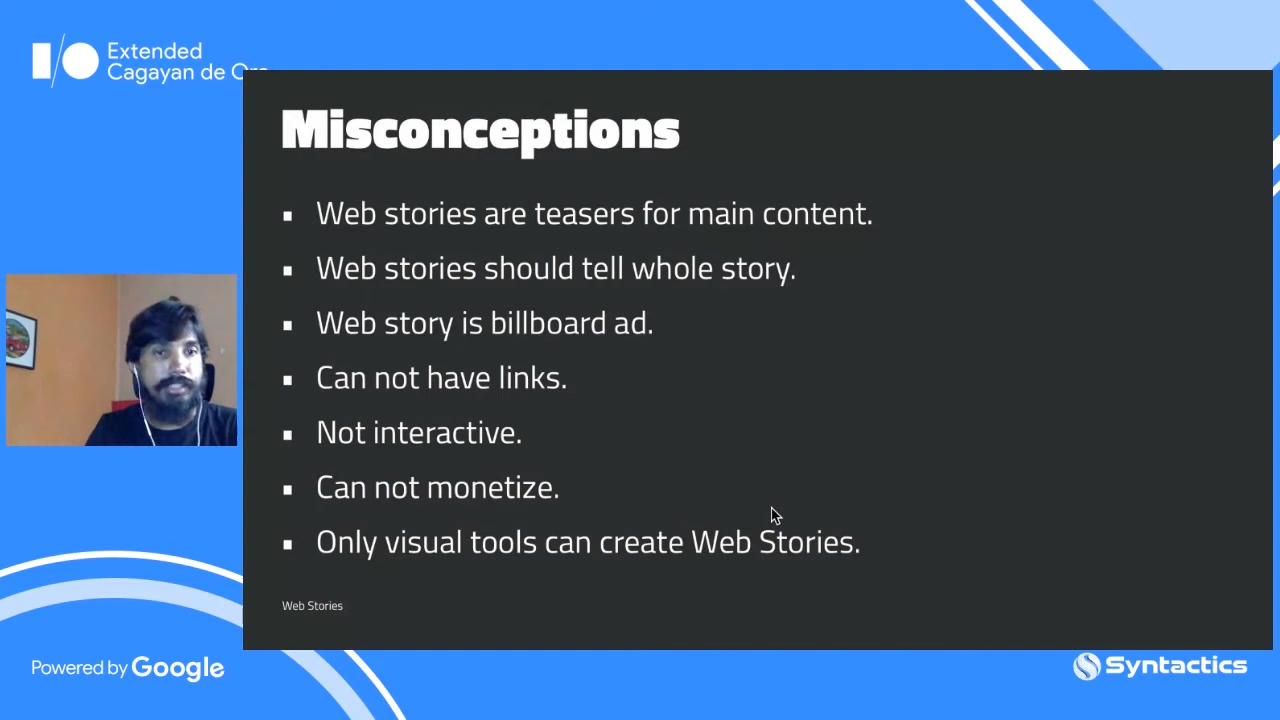 I/O Extended
Cagayan de Oro
Misconceptions
Web stories are teasers for main content.
Web stories should tell whole story.
Web story is billboard ad.
Can not have links.
Not interactive.
Can not monetize.
Only visual tools can create Web Stories.
Web Stories
Powered by Google
Syntactics